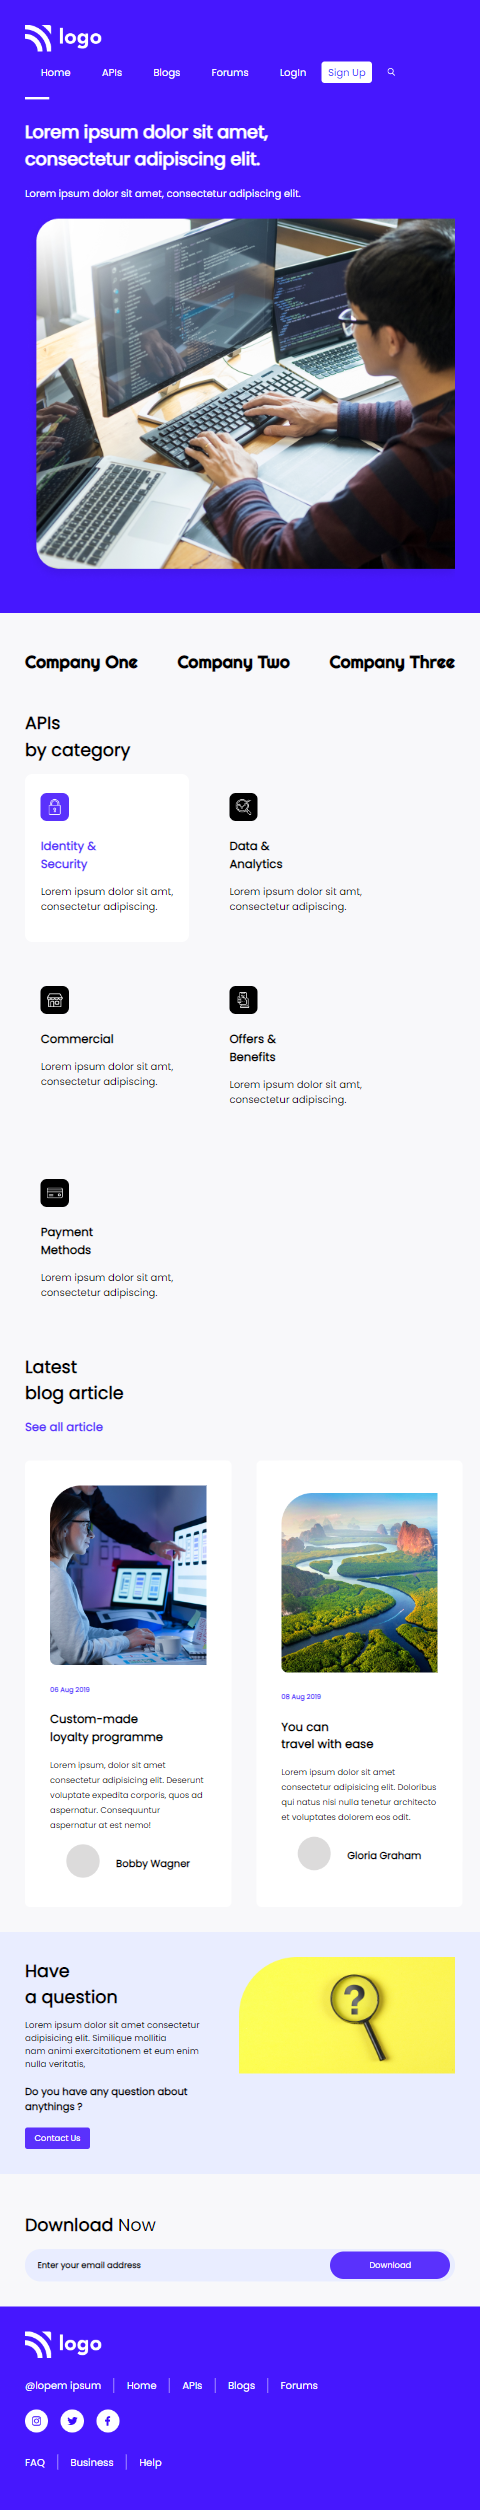 logo
Home APIs Blogs Forums LogIn Sign Up
Lorem ipsum dolor sit amet,
consectetur adipiscing elit.
Lorem ipsum dolor sit amet, consectetur adipiscing elit.
Company One Company Two Company Three
APIs
by category
Identity &
Security
Lorem ipsum dolor sit amt,
consectetur adipiscing.
Data &
Analytics
Lorem ipsum dolor sit amt,
consectetur adipiscing.
Commercial
Lorem ipsum dolor sit amt,
consectetur adipiscing.
Offers &
Benefits
Lorem ipsum dolor sit amt,
consectetur adipiscing.
Payment
Methods
Lorem ipsum dolor sit amt,
consectetur adipiscing.
Latest
blog article
See all article
06 Aug 2019
Custom-made
loyalty programme
Lorem ipsum, dolor sit amet
consectetur adipisicing elit. Deserunt
voluptate expedita corporis, quos ad
aspernatur. Consequuntur
aspernatur at est nemo!
Bobby Wagner
08 Aug 2019
You can
travel with ease
Lorem ipsum dolor sit amet
consectetur adipisicing elit. Doloribus
qui natus nisi nulla tenetur architecto
et voluptates dolorem eos odit.
Gloria Graham
Have
a question
Lorem ipsum dolor sit amet consectetur
adipisicing elit. Similique mollitia
nam animi exercitationem et eum enim
nulla veritatis,
Do you have any question about
anythings ?
Contact Us
?
Download Now
Enter your email address Download
logo
@lopem ipsum Home APIs Blogs Forums
FAQ Business Help